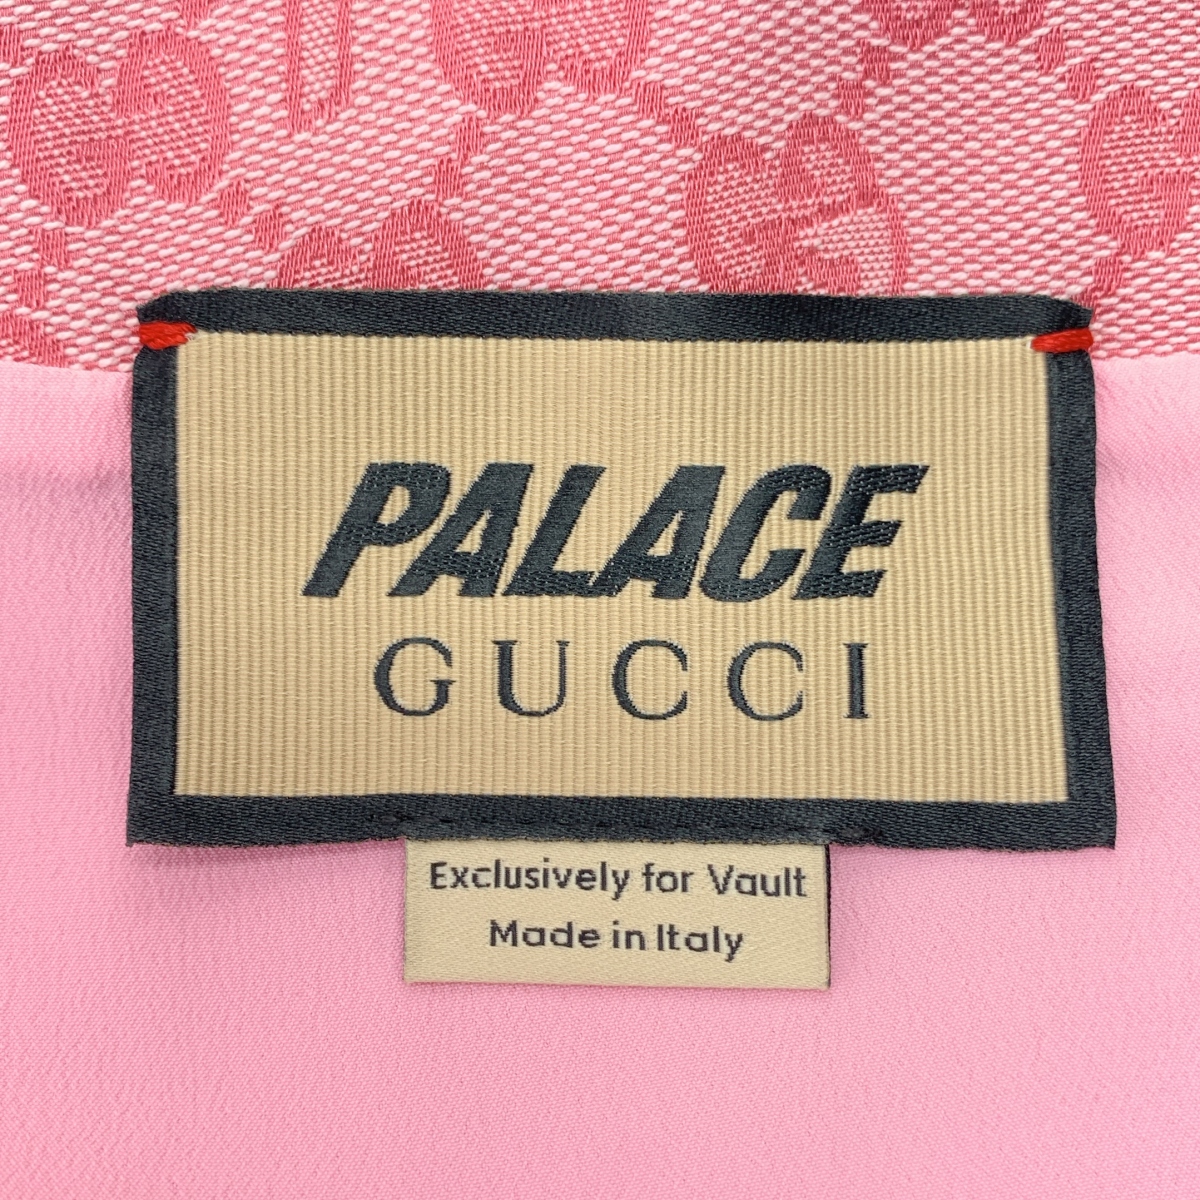 PALACE
GUCCI
Exclusively for Vault
Made in Italy